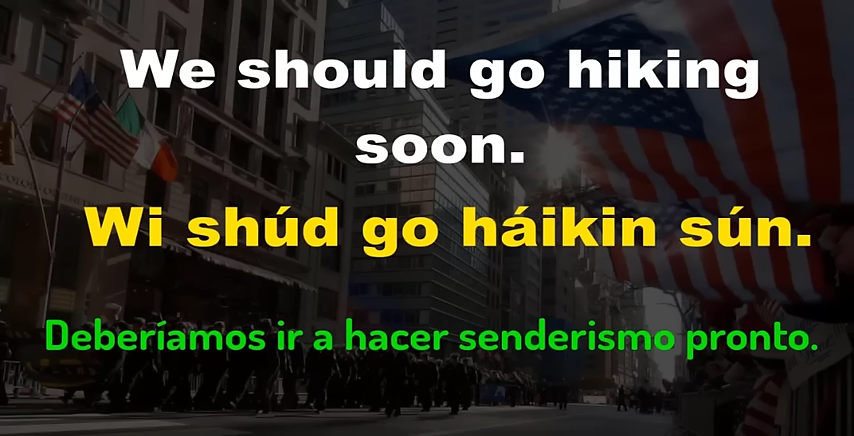 We should go hiking
soon.
Wi shúd go háikin sún.
Deberíamos ir a hacer senderismo pronto.